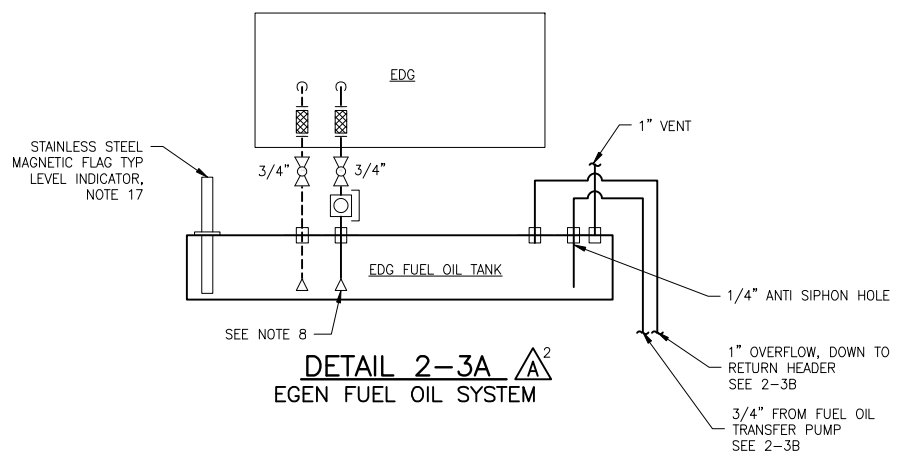 EDG
1" VENT
STAINLESS STEEL
MAGNETIC FLAG TYP
LEVEL INDICATOR,
NOTE 17
3/4"
3/4"
EDG FUEL OIL TANK
1/4" ANTI SIPHON HOLE
SEE NOTE 8
1" OVERFLOW, DOWN TO
RETURN HEADER
SEE 2-3B
DETAIL 2-3A
A
2
EGEN FUEL OIL SYSTEM
3/4" FROM FUEL OIL
TRANSFER PUMP
SEE 2-3B